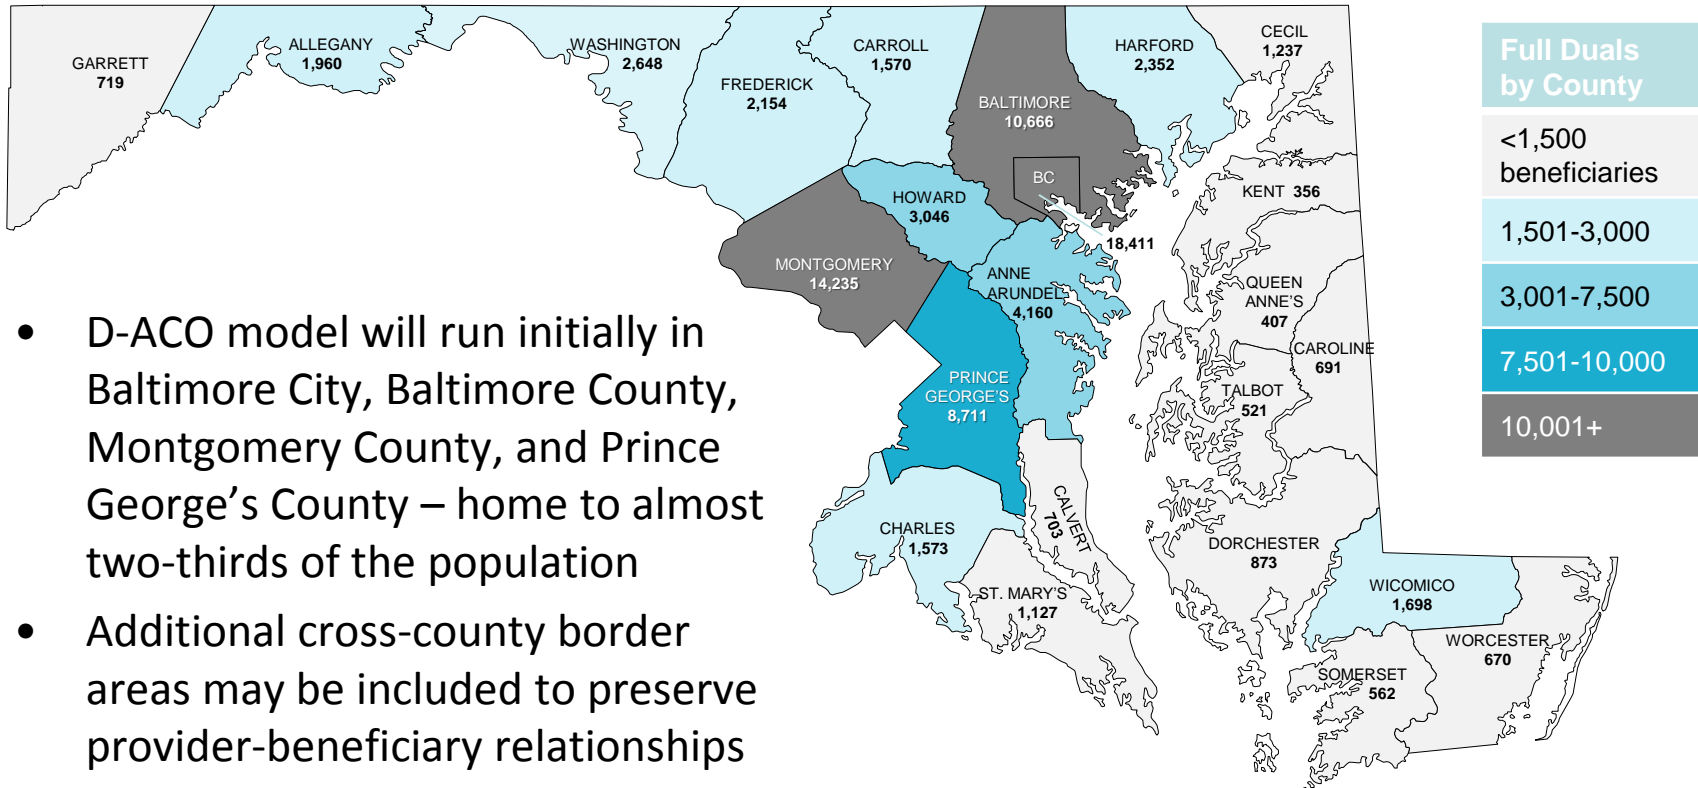 GARRETT
719
ALLEGANY
1,960
WASHINGTON
2,648
FREDERICK
2,154
CARROLL
1,570
BALTIMORE
10,666
BC
18,411
HARFORD
2,352
CECIL
1,237
KENT 356
HOWARD
3,046
MONTGOMERY
14,235
ANNE
ARUNDEL
4,160
PRINCE
GEORGE'S
8,711
QUEEN
ANNE'S
407
CAROLINE
691
TALBOT
521
CHARLES
1,573
CALVERT
703
ST. MARY'S
1,127
DORCHESTER
873
WICOMICO
1,698
WORCESTER
670
SOMERSET
562
Full Duals
by County
<1,500
beneficiaries
1,501-3,000
3,001-7,500
7,501-10,000
10,001+
• D-ACO model will run initially in
Baltimore City, Baltimore County,
Montgomery County, and Prince
George’s County – home to almost
two-thirds of the population
• Additional cross-county border
areas may be included to preserve
provider-beneficiary relationships